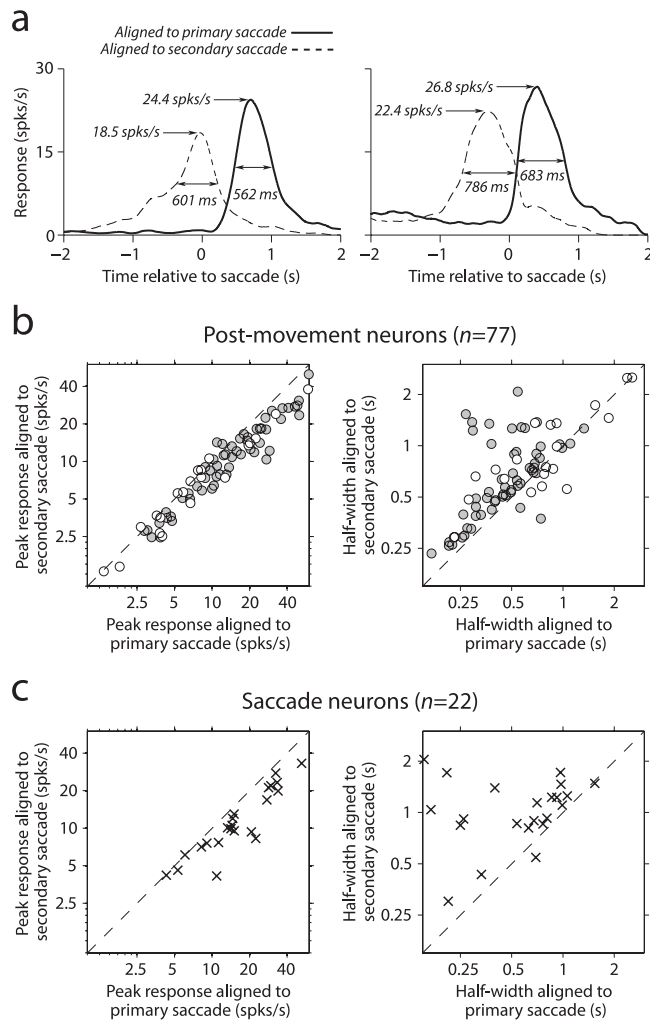 a
Aligned to primary saccade
Aligned to secondary saccade
30
15
0
Response (spks/s)
24.4 spks/s
18.5 spks/s
601 ms
562 ms
−2 −1 0 1 2
Time relative to saccade (s)
26.8 spks/s
22.4 spks/s
786 ms
683 ms
−2 −1 0 1 2
Time relative to saccade (s)
b
Post-movement neurons (n=77)
Peak response aligned to
secondary saccade (spks/s)
40
20
10
5
2.5
2.5 5 10 20 40
Peak response aligned to
primary saccade (spks/s)
Half-width aligned to
secondary saccade (s)
2
1
0.5
0.25
0.25 0.5 1 2
Half-width aligned to
primary saccade (s)
c
Saccade neurons (n=22)
Peak response aligned to
secondary saccade (spks/s)
40
20
10
5
2.5
2.5 5 10 20 40
Peak response aligned to
primary saccade (spks/s)
Half-width aligned to
secondary saccade (s)
2
1
0.5
0.25
0.25 0.5 1 2
Half-width aligned to
primary saccade (s)